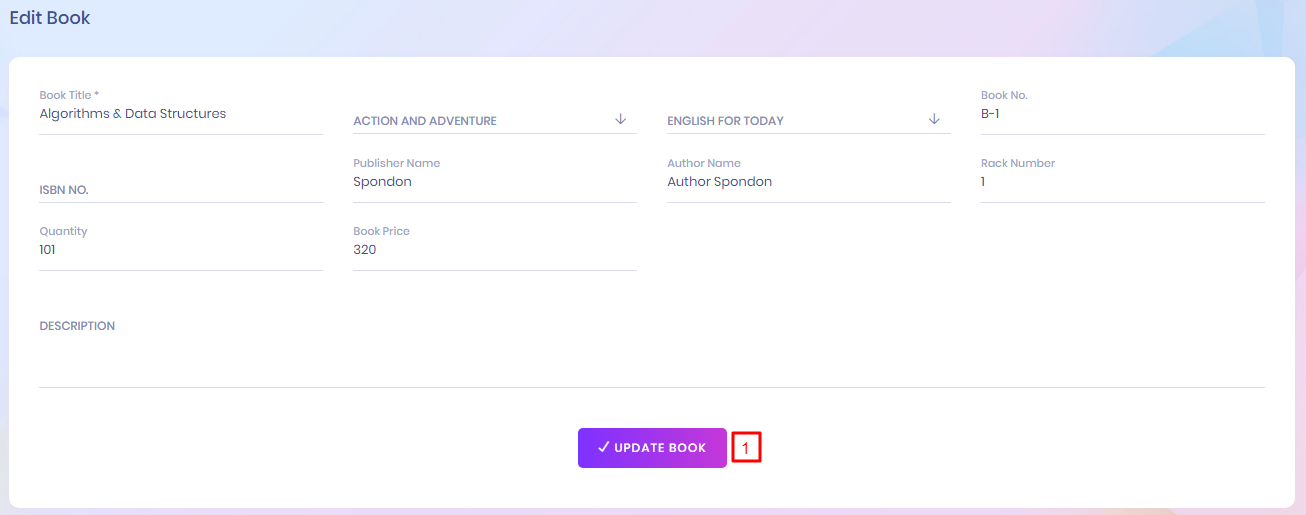 Edit Book
Book Title *
Algorithms & Data Structures
ACTION AND ADVENTURE
ENGLISH FOR TODAY
Book No.
B-1
ISBN NO.
Publisher Name
Spondon
Author Name
Author Spondon
Rack Number
1
Quantity
101
Book Price
320
DESCRIPTION
UPDATE BOOK
1